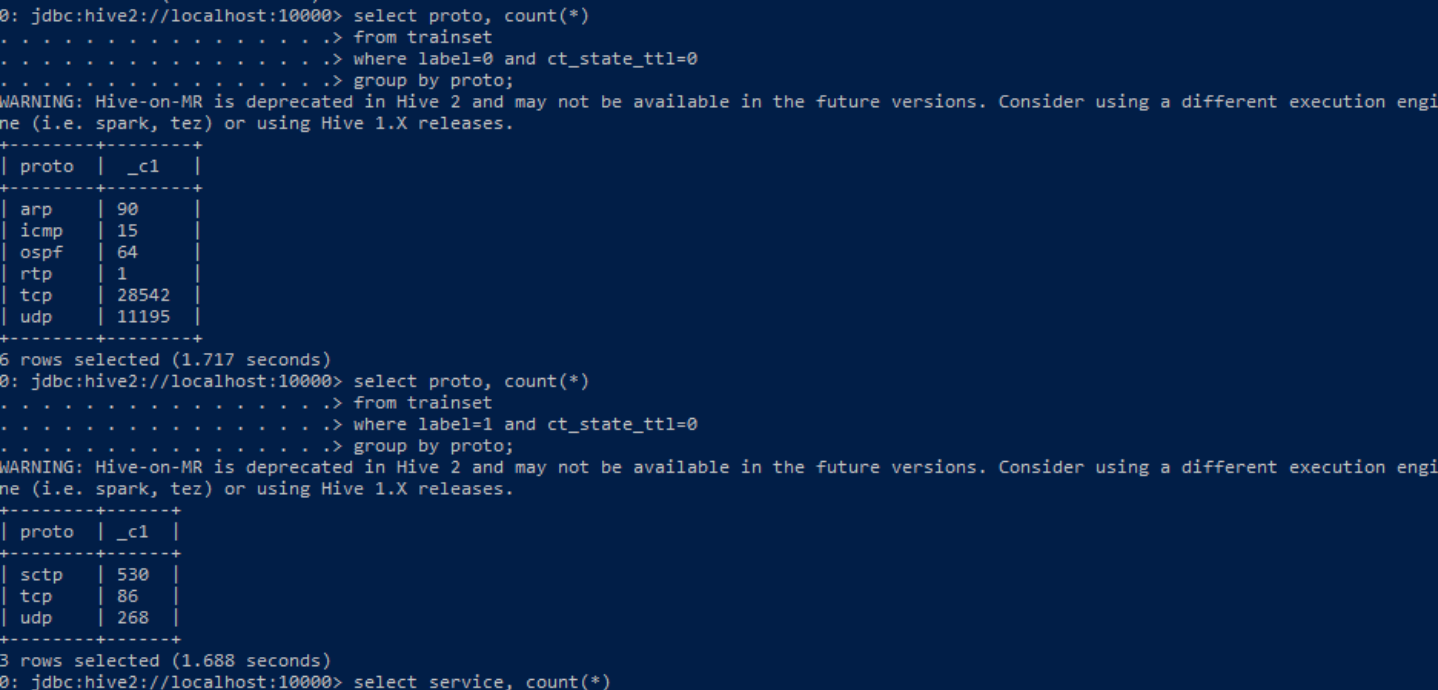 0: jdbc:hive2://localhost:10000> select proto, count(*)
. . . . . . . . . . . . . . . .> from trainset
. . . . . . . . . . . . . . . .> where label=0 and ct_state_ttl=0
. . . . . . . . . . . . . . . .> group by proto;
WARNING: Hive-on-MR is deprecated in Hive 2 and may not be available in the future versions. Consider using a different execution engi
ne (i.e. spark, tez) or using Hive 1.X releases.
+--------+--------+
| proto  |  _c1   |
+--------+--------+
| arp    | 90     |
| icmp   | 15     |
| ospf   | 64     |
| rtp    | 1      |
| tcp    | 28542  |
| udp    | 11195  |
+--------+--------+
6 rows selected (1.717 seconds)
0: jdbc:hive2://localhost:10000> select proto, count(*)
. . . . . . . . . . . . . . . .> from trainset
. . . . . . . . . . . . . . . .> where label=1 and ct_state_ttl=0
. . . . . . . . . . . . . . . .> group by proto;
WARNING: Hive-on-MR is deprecated in Hive 2 and may not be available in the future versions. Consider using a different execution engi
ne (i.e. spark, tez) or using Hive 1.X releases.
+--------+------+
| proto  | _c1  |
+--------+------+
| sctp   | 530  |
| tcp    | 86   |
| udp    | 268  |
+--------+------+
3 rows selected (1.688 seconds)
0: jdbc:hive2://localhost:10000> select service, count(*)